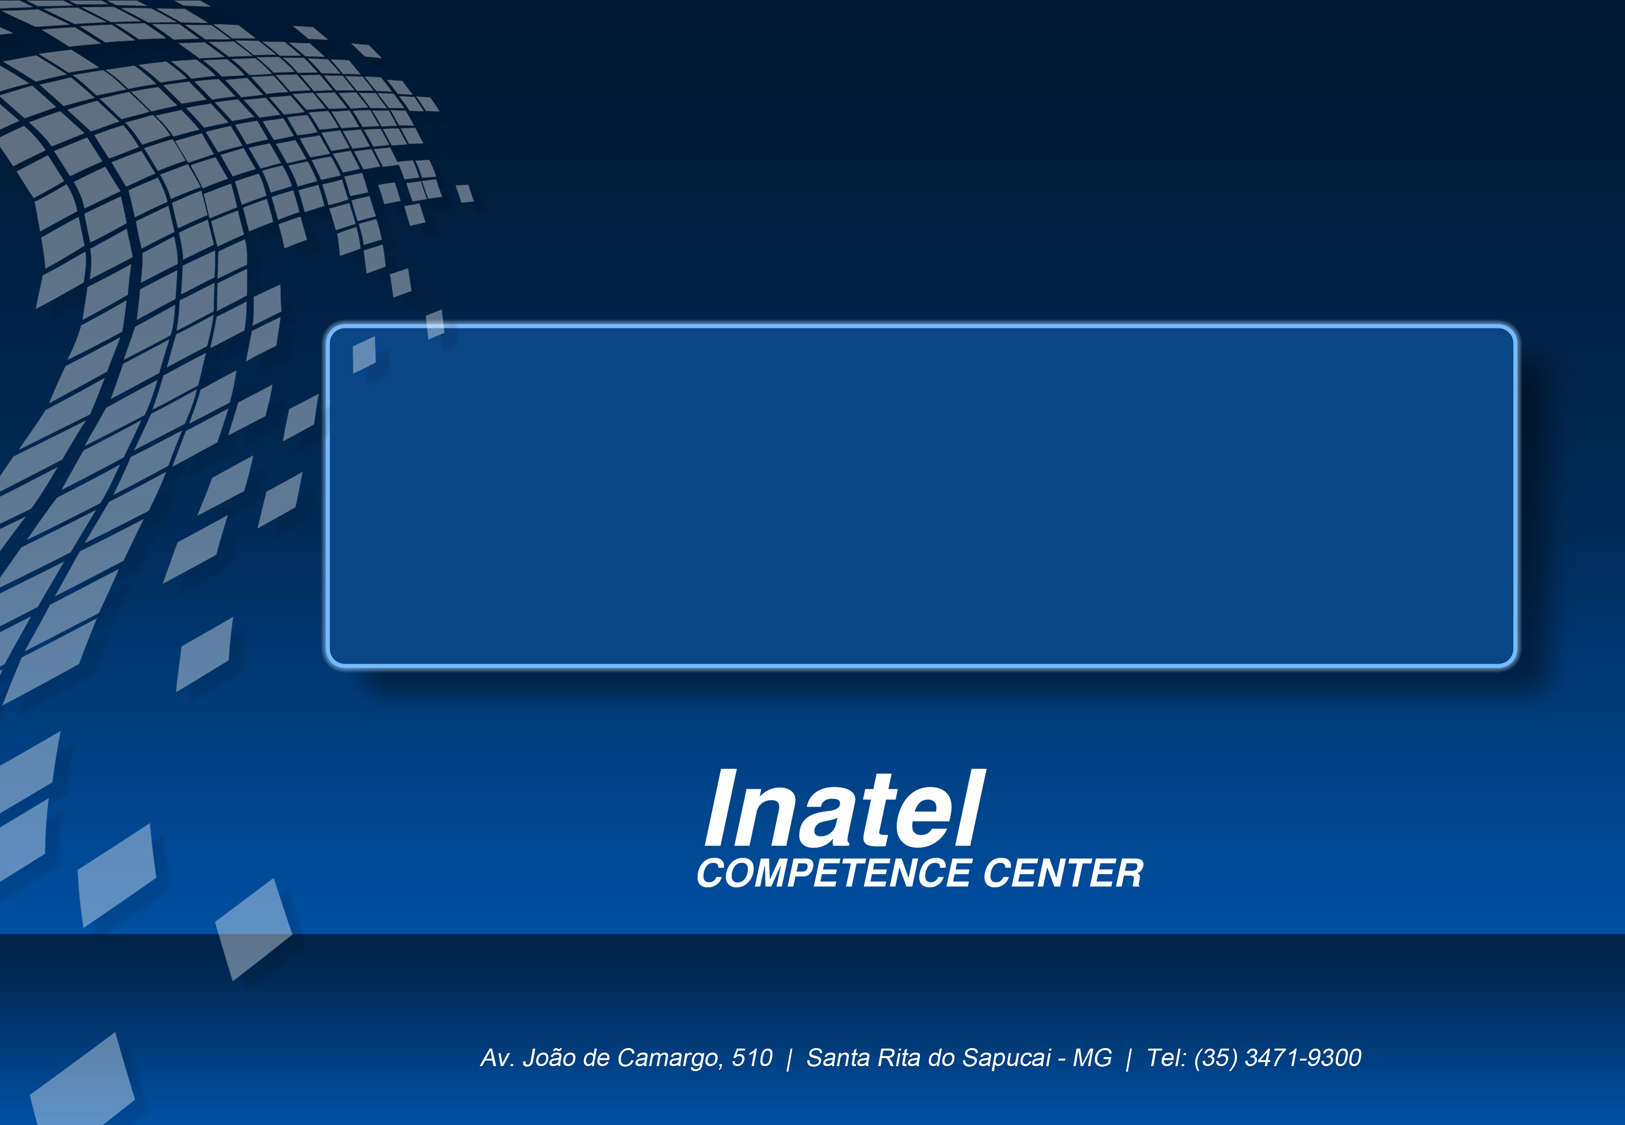 Inatel
COMPETENCE CENTER
Av. João de Camargo, 510 | Santa Rita do Sapucai - MG | Tel: (35) 3471-9300